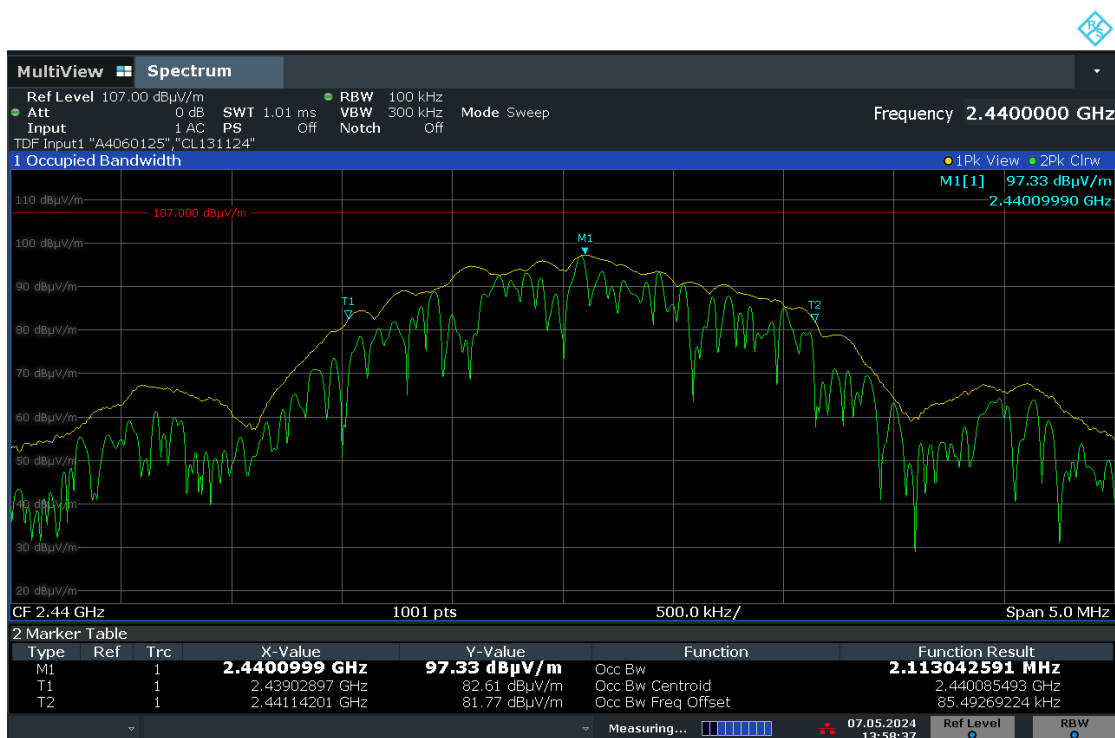 R&S
MultiView Spectrum
Ref Level 107.00 dBµV/m RBW 100 kHz
Att 0 dB SWT 1.01 ms VBW 300 kHz Mode Sweep Frequency 2.4400000 GHz
Input 1 AC PS Off Notch Off
TDF Input1 "A4060125","CL131124"
1 Occupied Bandwidth 1Pk View 2Pk Clrw
M1[1] 97.33 dBµV/m
2.44009990 GHz
110 dBµV/m
107.000 dBµV/m
100 dBµV/m
M1
90 dBµV/m
T1
T2
80 dBµV/m
70 dBµV/m
60 dBµV/m
50 dBµV/m
40 dBµV/m
30 dBµV/m
20 dBµV/m
CF 2.44 GHz 1001 pts 500.0 kHz/ Span 5.0 MHz
2 Marker Table
Type Ref Trc X-Value Y-Value Function Function Result
M1 1 2.4400999 GHz 97.33 dBµV/m Occ Bw 2.113042591 MHz
T1 1 2.43902897 GHz 82.61 dBµV/m Occ Bw Centroid 2.440085493 GHz
T2 1 2.44114201 GHz 81.77 dBµV/m Occ Bw Freq Offset 85.49269224 kHz
Measuring... 07.05.2024 Ref Level RBW
13:58:37